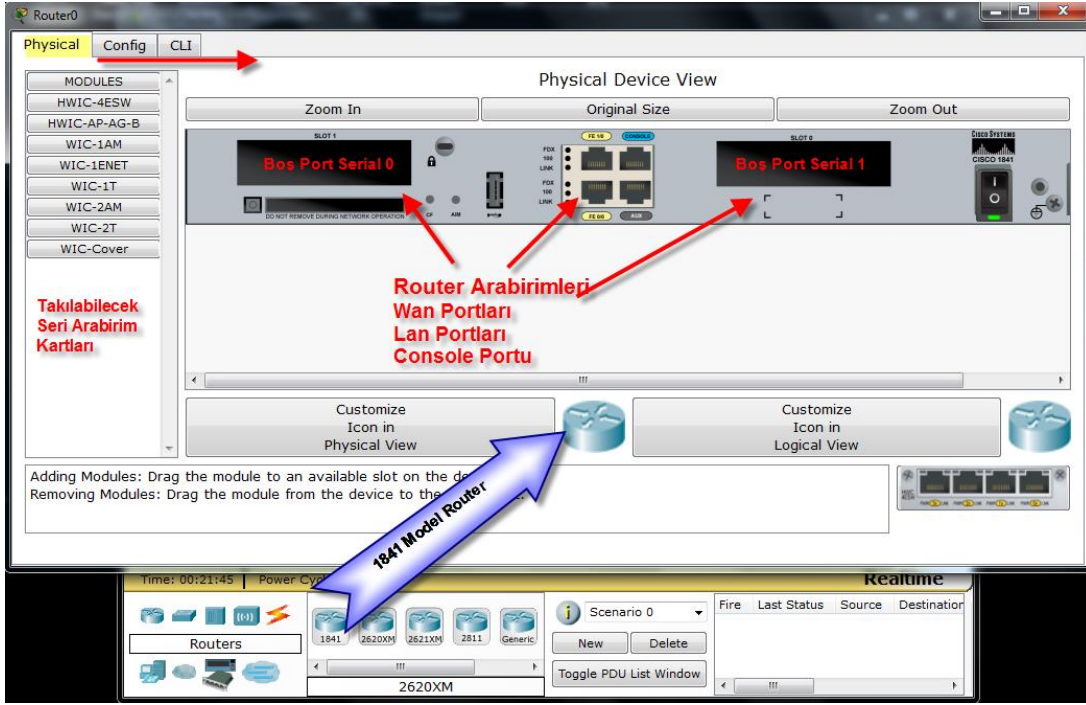 Router0
Physical Config CLI
MODULES
HWIC-4ESW
HWIC-AP-AG-B
WIC-1AM
WIC-1ENET
WIC-1T
WIC-2AM
WIC-2T
WIC-Cover
Takılabilecek
Seri Arabirim
Kartları
Physical Device View
Zoom In Original Size Zoom Out
SLOT 1
Boş Port Serial 0
DO NOT REMOVE DURING NETWORK OPERATION
CF AIM
FE 1/0 CONSOLE
FDX
100
LINK
FDX
100
LINK
FE 0/0 AUX
SLOT 0
Boş Port Serial 1
CISCO SYSTEMS
CISCO 1841
Router Arabirimleri
Wan Portları
Lan Portları
Console Portu
Customize
Icon in
Physical View
Customize
Icon in
Logical View
Adding Modules: Drag the module to an available slot on the
Removing Modules: Drag the module from the device to the
1841 Model Router
Time: 00:21:45 Power Realtime
Routers
1841 2620XM 2621XM 2811 Generic
2620XM
Scenario 0
New Delete
Toggle PDU List Window
Fire Last Status Source Destination